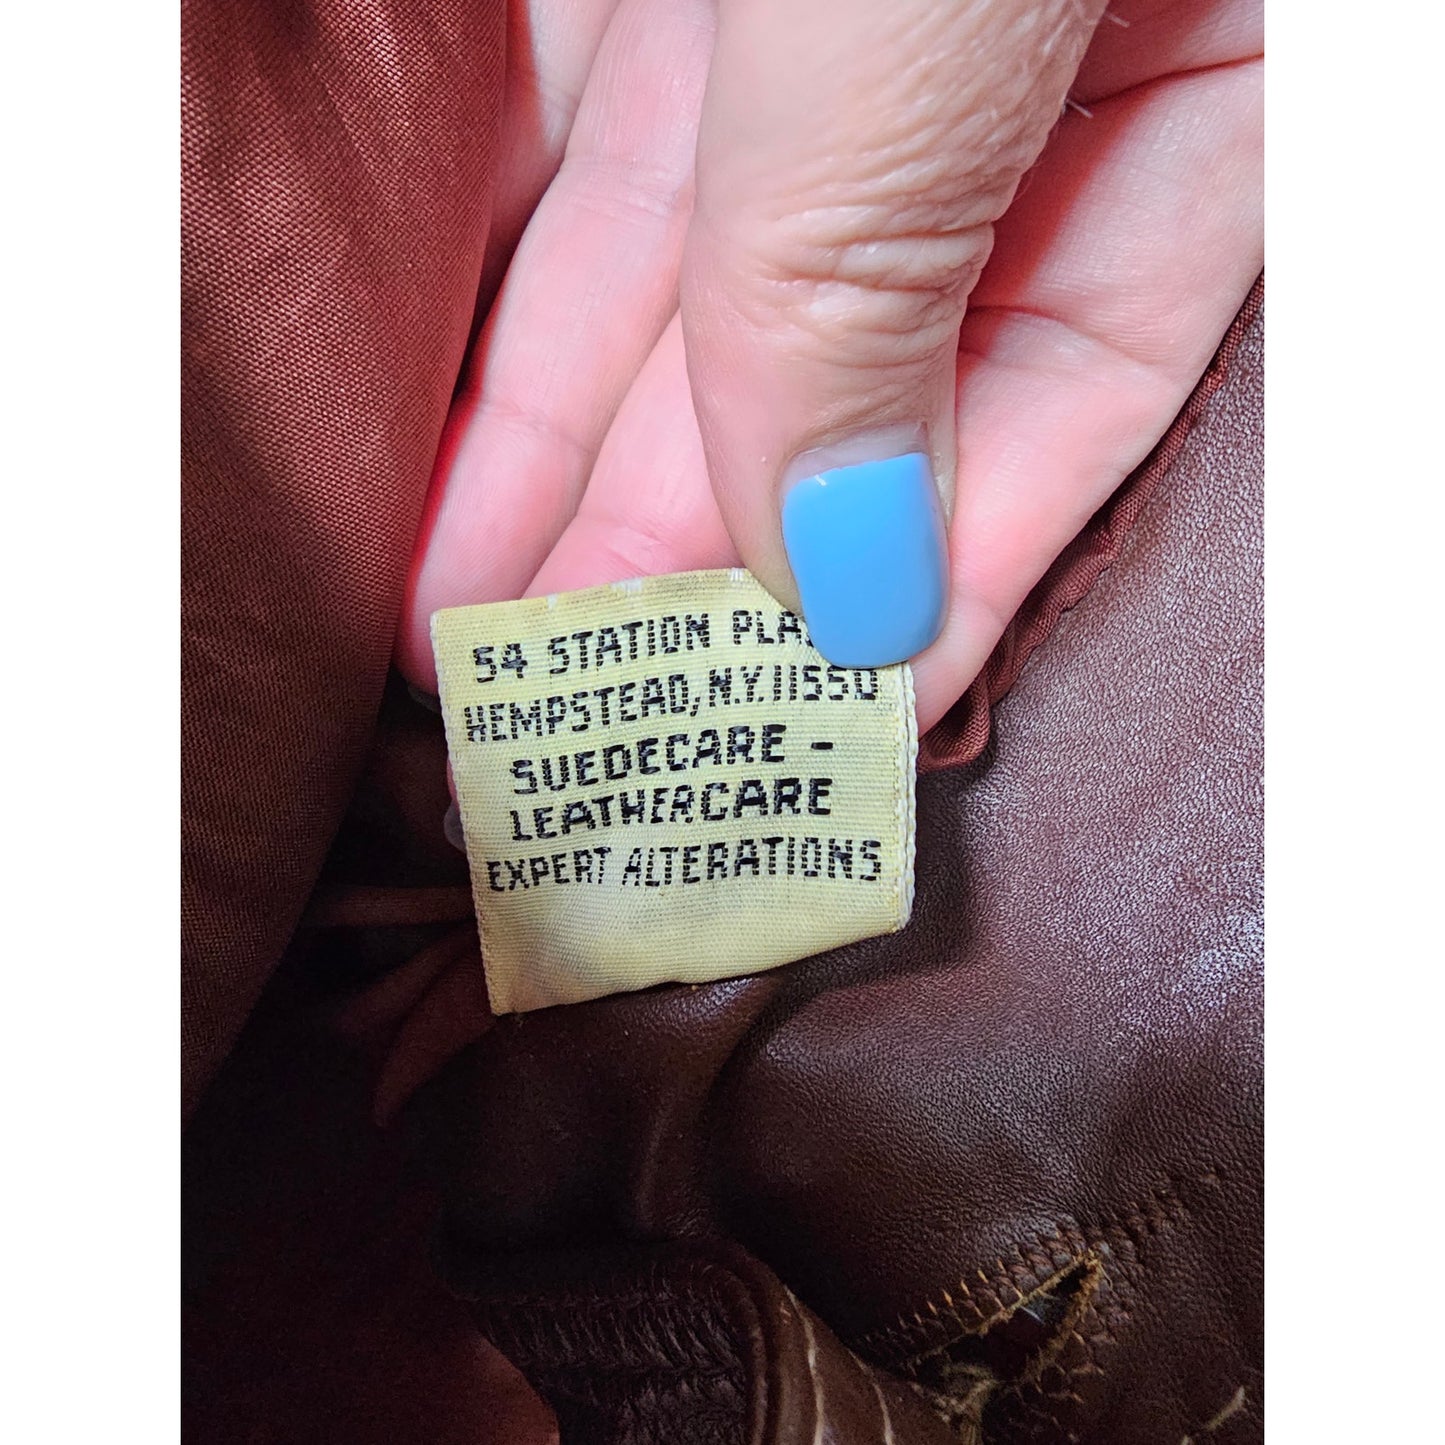 54 STATION PLA
HEMPSTEAD, N.Y. 11550
SUEDECARE -
LEATHERCARE
EXPERT ALTERATIONS